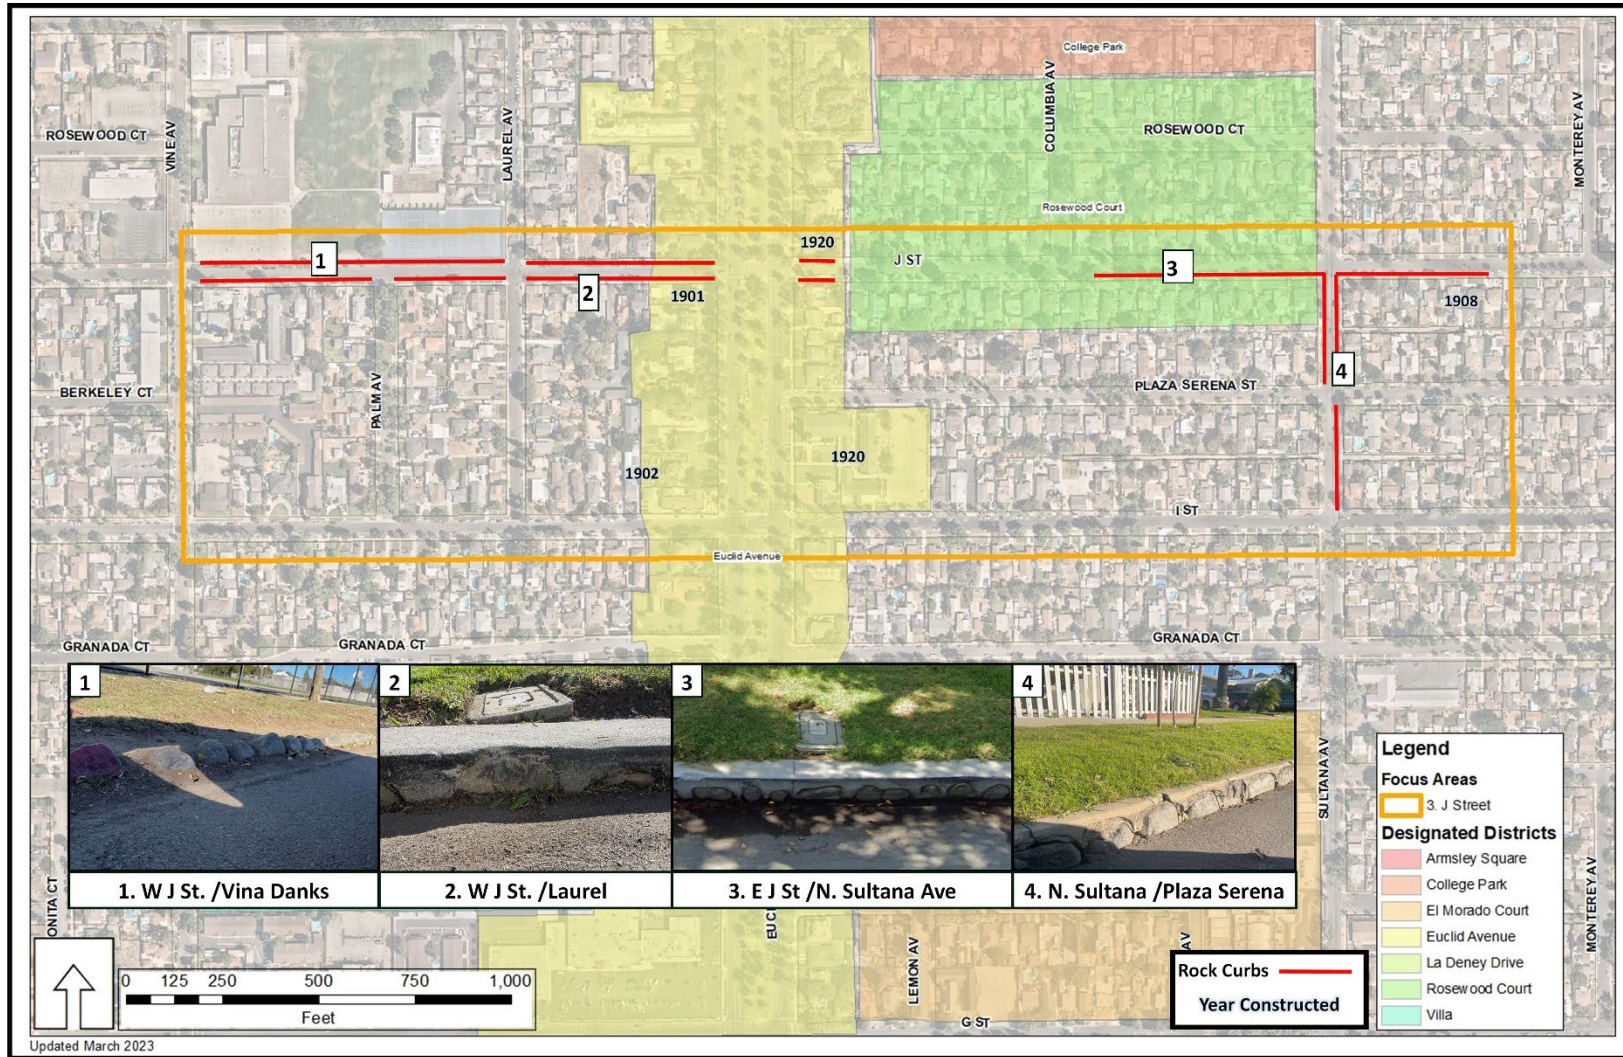 College Park
ROSEWOOD CT
VINE AV
LAUREL AV
COLUMBIA AV
ROSEWOOD CT
MONTEREY AV
Rosewood Court
1920
1
J ST
3
2
1901
1908
4
BERKELEY CT
PALM AV
PLAZA SERENA ST
1902
1920
I ST
Euclid Avenue
GRANADA CT
GRANADA CT
GRANADA CT
1
2
3
4
SULTANA AV
1. W J St. /Vina Danks
2. W J St. /Laurel
3. E J St /N. Sultana Ave
4. N. Sultana /Plaza Serena
Legend
Focus Areas
3. J Street
Designated Districts
Armsley Square
College Park
El Morado Court
Euclid Avenue
La Deney Drive
Rosewood Court
Villa
ONITA CT
EUCL
LEMON AV
AV
MONTEREY AV
Rock Curbs
Year Constructed
0 125 250 500 750 1,000
Feet
G ST
Updated March 2023